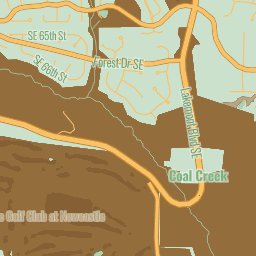 SE 65th St
Forest Dr SE
SE 66th St
Lakemont Blvd SE
Coal Creek
e Golf Club at Newcastle